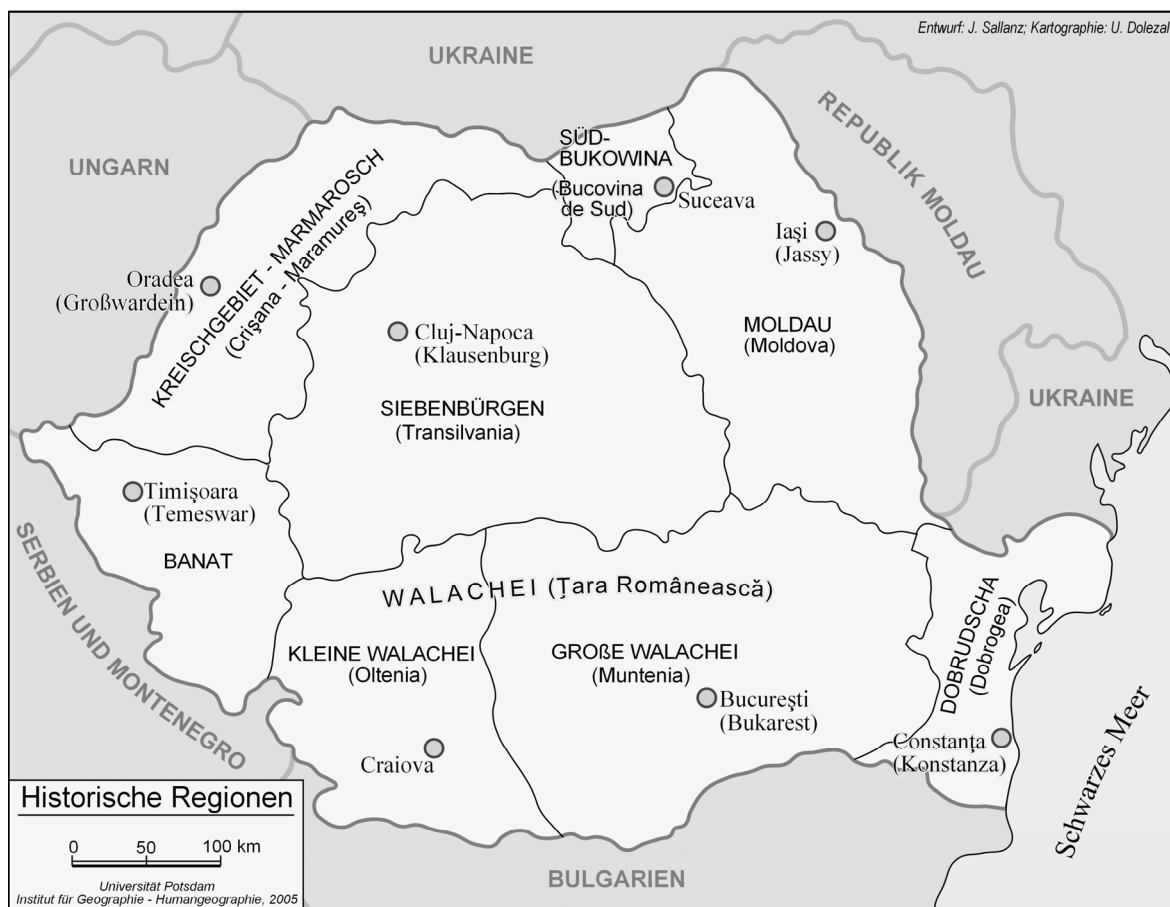 Entwurf: J. Sallanz; Kartographie: U. Dolezal
UKRAINE
REPUBLIK MOLDAU
UNGARN
SÜD-
BUKOWINA
(Bucovina
de Sud)
Suceava
KREISCHGEBIET - MARMAROSCH
(Crişana - Maramureş)
Iaşi
(Jassy)
Oradea
(Großwardein)
Cluj-Napoca
(Klausenburg)
MOLDAU
(Moldova)
SIEBENBÜRGEN
(Transilvania)
UKRAINE
Timişoara
(Temeswar)
BANAT
SERBIEN UND MONTENEGRO
WALACHEI (Ţara Românească)
KLEINE WALACHEI
(Oltenia)
GROßE WALACHEI
(Muntenia)
DOBRUDSCHA
(Dobrogea)
Bucureşti
(Bukarest)
Craiova
Constanţa
(Konstanza)
Schwarzes Meer
BULGARIEN
Historische Regionen
0 50 100 km
Universität Potsdam
Institut für Geographie - Humangeographie, 2005